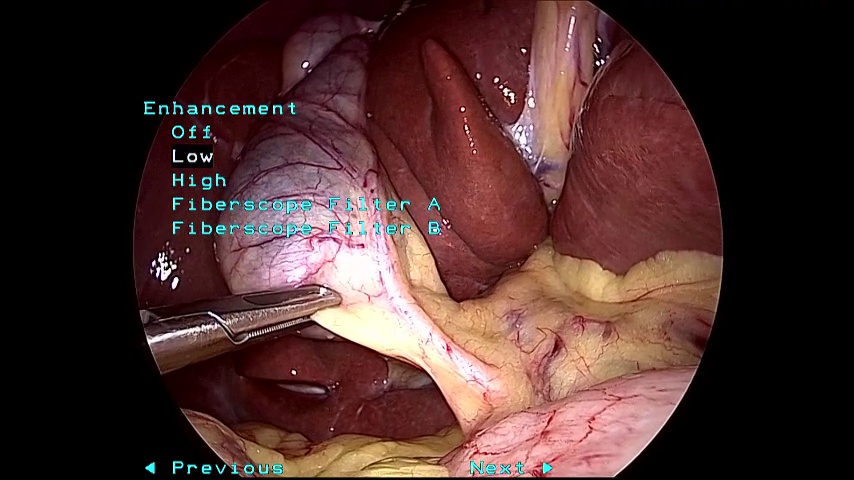 Enhancement
Off
Low
High
Fiberscope Filter A
Fiberscope Filter B
◀ Previous Next ▶